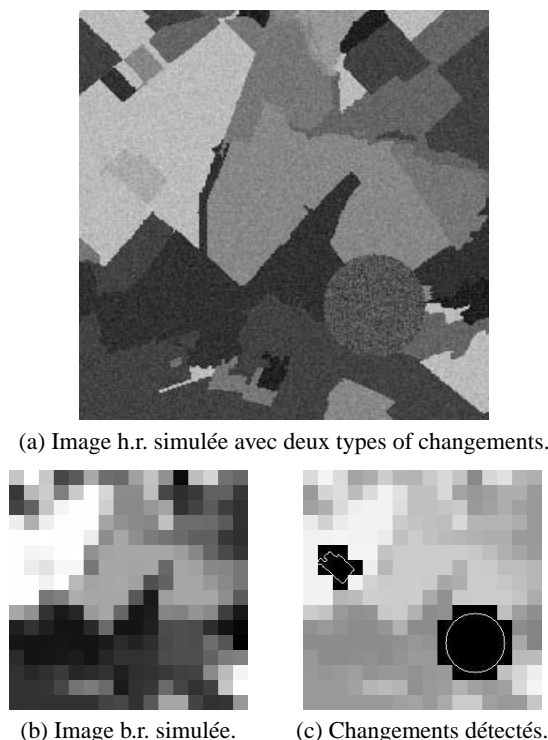 (a) Image h.r. simulée avec deux types of changements.
(b) Image b.r. simulée.
(c) Changements détectés.